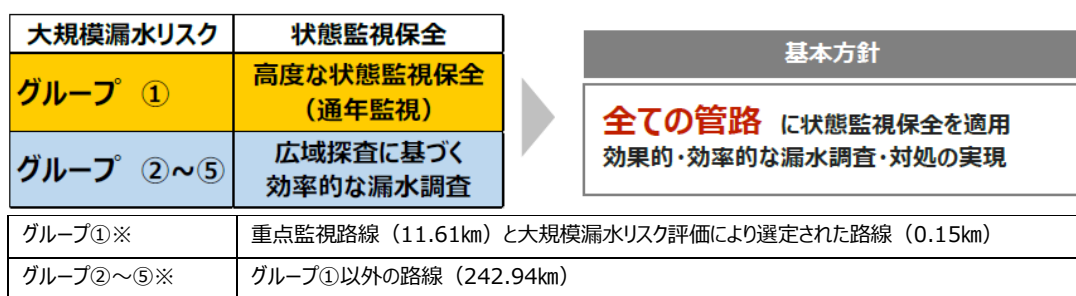 大規模漏水リスク 状態監視保全
グループ ① 高度な状態監視保全
（通年監視）
グループ ②～⑤ 広域探査に基づく
効率的な漏水調査
基本方針
全ての管路 に状態監視保全を適用
効果的・効率的な漏水調査・対処の実現
グループ①※ 重点監視路線（11.61㎞）と大規模漏水リスク評価により選定された路線（0.15㎞）
グループ②～⑤※ グループ①以外の路線（242.94㎞）